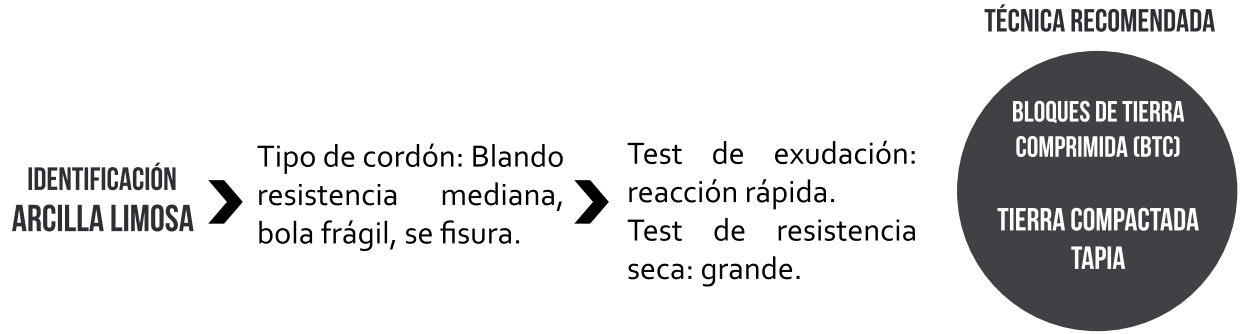 IDENTIFICACIÓN
ARCILLA LIMOSA
Tipo de cordón: Blando
resistencia mediana,
bola frágil, se fisura.
Test de exudación:
reacción rápida.
Test de resistencia
seca: grande.
TÉCNICA RECOMENDADA
BLOQUES DE TIERRA
COMPRIMIDA (BTC)
TIERRA COMPACTADA
TAPIA